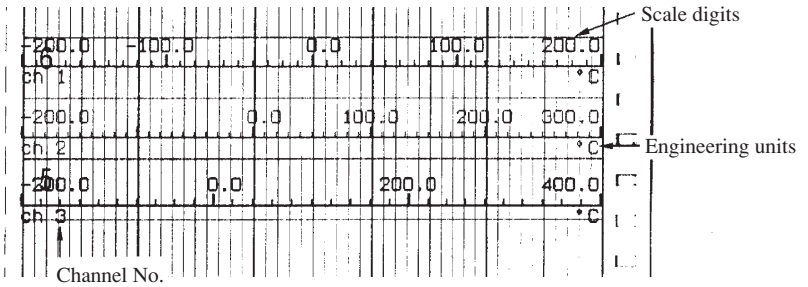 Scale digits
-200.0 -100.0 0.0 100.0 200.0
6
ch 1 °C
-200.0 0.0 100.0 200.0 300.0
ch 2 °C
Engineering units
-200.0 0.0 200.0 400.0
5
ch 3 °C
Channel No.